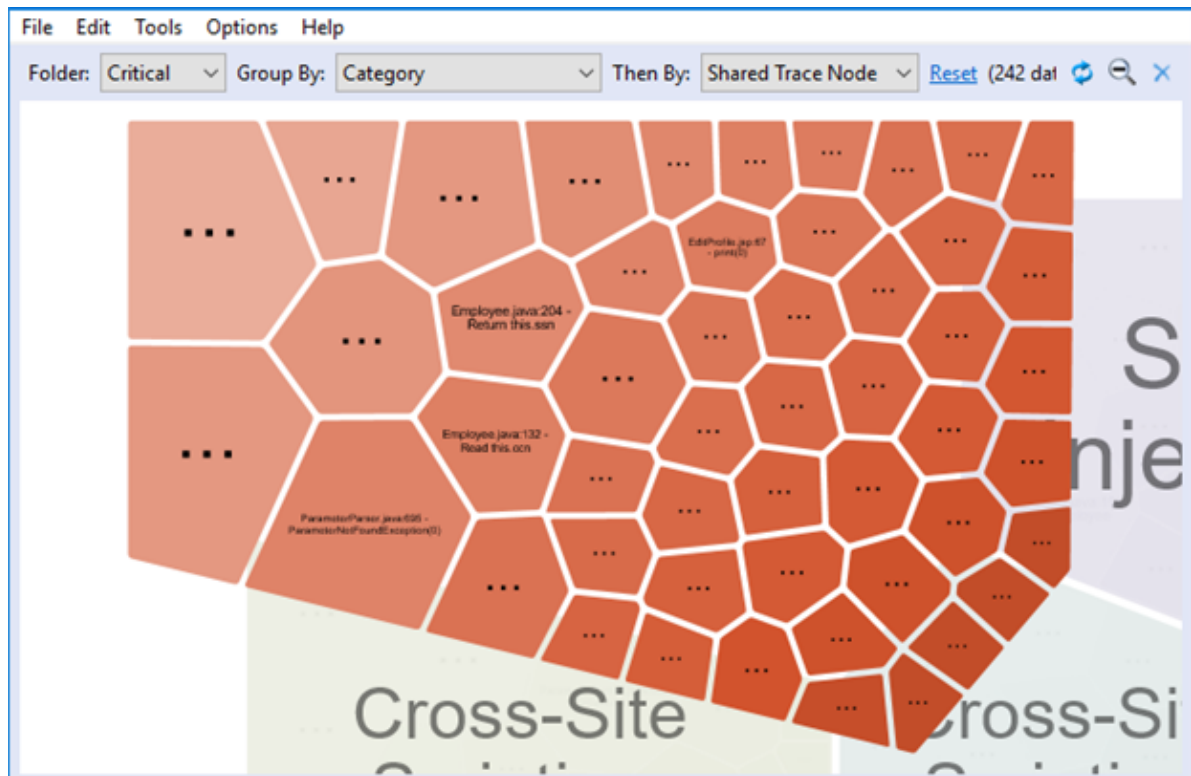 File Edit Tools Options Help
Folder: Critical Group By: Category Then By: Shared Trace Node Reset (242 dat
EditProfile.jsp:67
- print(0)
Employee.java:204 -
Return this.ssn
Employee.java:132 -
Read this.ocn
ParameterParser.java:695 -
ParameterNotFoundException(0)
S
nje
Cross-Site
Cross-Si